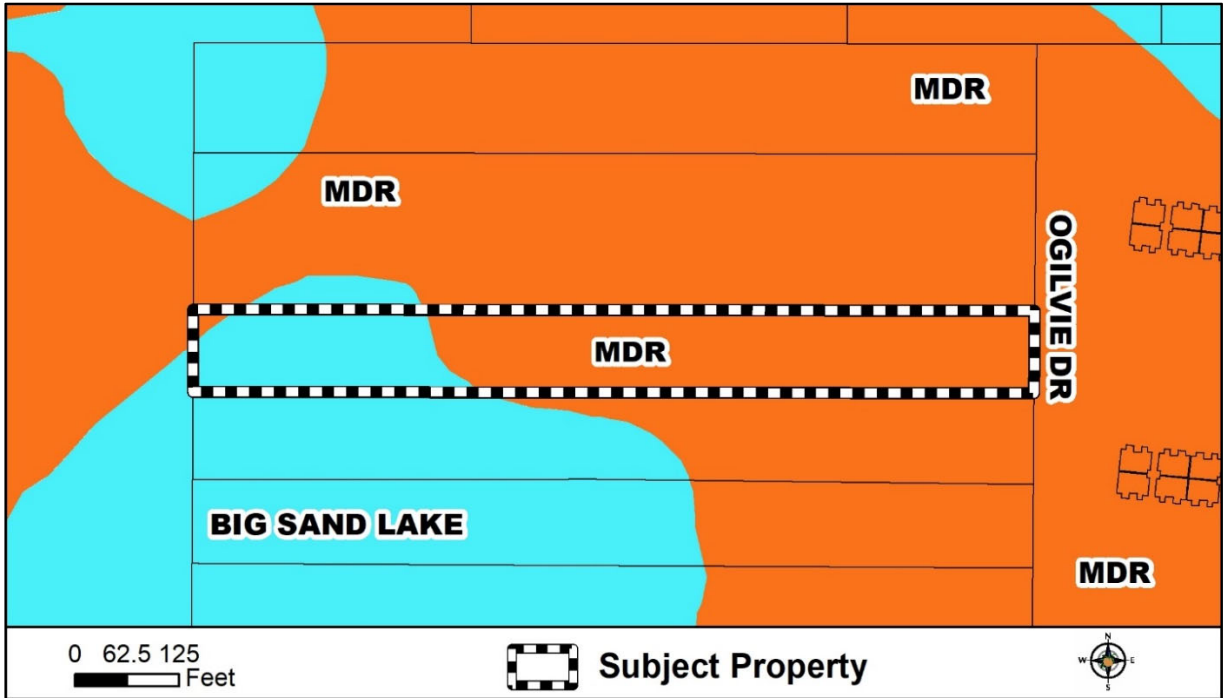 MDR
MDR
OGILVIE DR
MDR
BIG SAND LAKE
MDR
0 62.5 125
Feet
Subject Property
N
W E
S